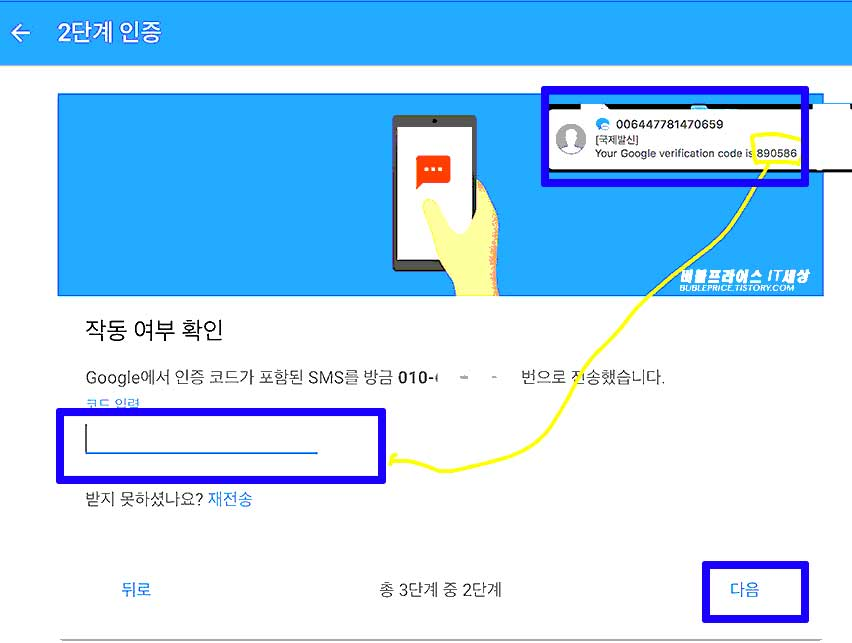 2단계 인증
006447781470659
[국제발신]
Your Google verification code is 890586
버블프라이스 IT세상
BUBLEPRICE.TISTORY.COM
작동 여부 확인
Google에서 인증 코드가 포함된 SMS를 방금 010- 번으로 전송했습니다.
코드 입력
받지 못하셨나요? 재전송
뒤로 총 3단계 중 2단계 다음